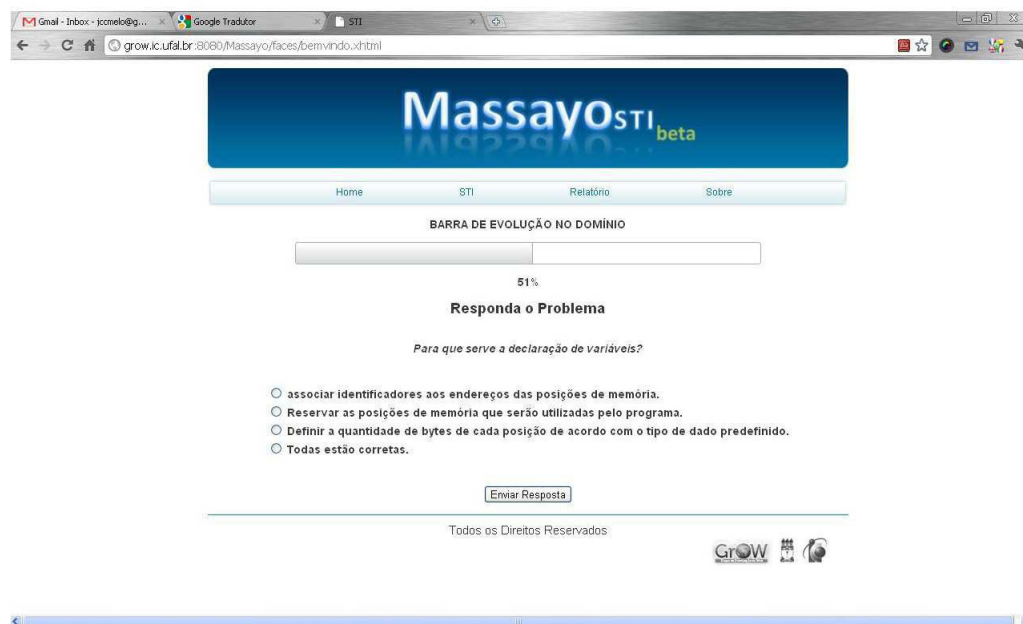 Gmail - Inbox - jccmelo@g...
Google Tradutor
STI
grow.ic.ufal.br:8080/Massayo/faces/bemvindo.xhtml
MassayoSTI beta
Home STI Relatório Sobre
BARRA DE EVOLUÇÃO NO DOMÍNIO
51%
Responda o Problema
Para que serve a declaração de variáveis?
associar identificadores aos endereços das posições de memória.
Reservar as posições de memória que serão utilizadas pelo programa.
Definir a quantidade de bytes de cada posição de acordo com o tipo de dado predefinido.
Todas estão corretas.
Enviar Resposta
Todos os Direitos Reservados
GrOW